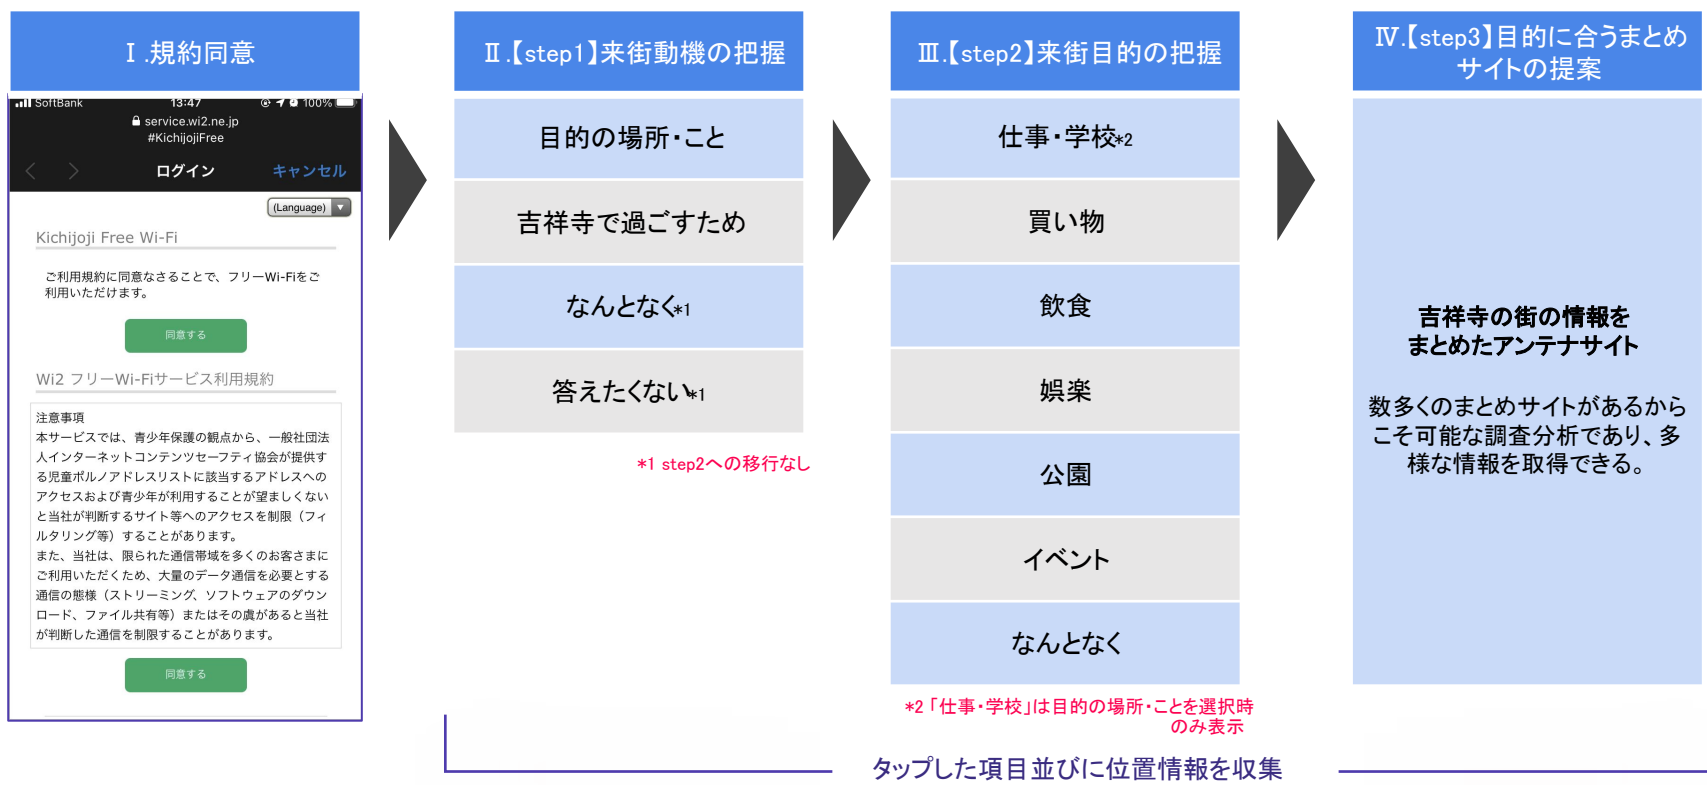 Ⅰ.規約同意
SoftBank 13:47 100%
service.wi2.ne.jp
#KichijojiFree
ログイン キャンセル
(Language)
Kichijoji Free Wi-Fi
ご利用規約に同意なさることで、フリーWi-Fiをご
利用いただけます。
同意する
Wi2 フリーWi-Fiサービス利用規約
注意事項
本サービスでは、青少年保護の観点から、一般社団法
人インターネットコンテンツセーフティ協会が提供す
る児童ポルノアドレスリストに該当するアドレスへの
アクセスおよび青少年が利用することが望ましくない
と当社が判断するサイト等へのアクセスを制限（フィ
ルタリング等）することがあります。
また、当社は、限られた通信帯域を多くのお客さまに
ご利用いただくため、大量のデータ通信を必要とする
通信の態様（ストリーミング、ソフトウェアのダウン
ロード、ファイル共有等）またはその虞があると当社
が判断した通信を制限することがあります。
同意する
Ⅱ.【step1】来街動機の把握
目的の場所・こと
吉祥寺で過ごすため
なんとなく*1
答えたくない*1
*1 step2への移行なし
Ⅲ.【step2】来街目的の把握
仕事・学校*2
買い物
飲食
娯楽
公園
イベント
なんとなく
*2「仕事・学校」は目的の場所・ことを選択時
のみ表示
Ⅳ.【step3】目的に合うまとめ
サイトの提案
吉祥寺の街の情報を
まとめたアンテナサイト
数多くのまとめサイトがあるから
こそ可能な調査分析であり、多
様な情報を取得できる。
タップした項目並びに位置情報を収集